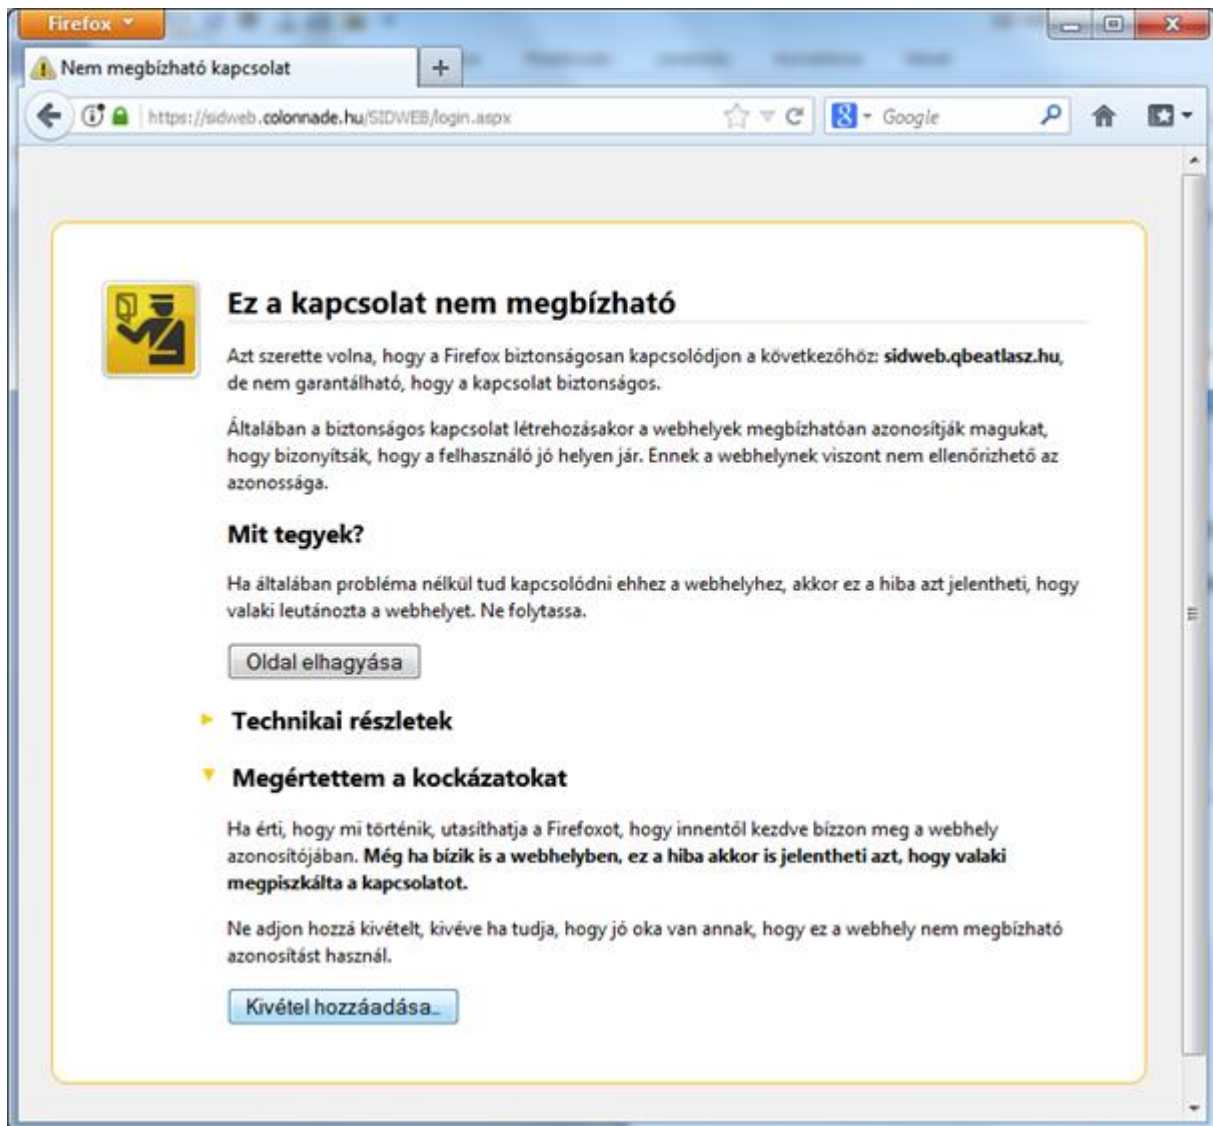 Firefox
Nem megbízható kapcsolat
https://sidweb.colonnade.hu/SIDWEB/login.aspx
Google
Ez a kapcsolat nem megbízható
Azt szerette volna, hogy a Firefox biztonságosan kapcsolódjon a következőhöz: sidweb.qbeatlasz.hu,
de nem garantálható, hogy a kapcsolat biztonságos.
Általában a biztonságos kapcsolat létrehozásakor a webhelyek megbízhatóan azonosítják magukat,
hogy bizonyítsák, hogy a felhasználó jó helyen jár. Ennek a webhelynek viszont nem ellenőrizhető az
azonossága.
Mit tegyek?
Ha általában probléma nélkül tud kapcsolódni ehhez a webhelyhez, akkor ez a hiba azt jelentheti, hogy
valaki leutánozta a webhelyet. Ne folytassa.
Oldal elhagyása
Technikai részletek
Megértettem a kockázatokat
Ha érti, hogy mi történik, utasíthatja a Firefoxot, hogy innentől kezdve bízzon meg a webhely
azonosítójában. Még ha bízik is a webhelyben, ez a hiba akkor is jelentheti azt, hogy valaki
megpiszkálta a kapcsolatot.
Ne adjon hozzá kivételt, kivéve ha tudja, hogy jó oka van annak, hogy ez a webhely nem megbízható
azonosítást használ.
Kivétel hozzáadása...